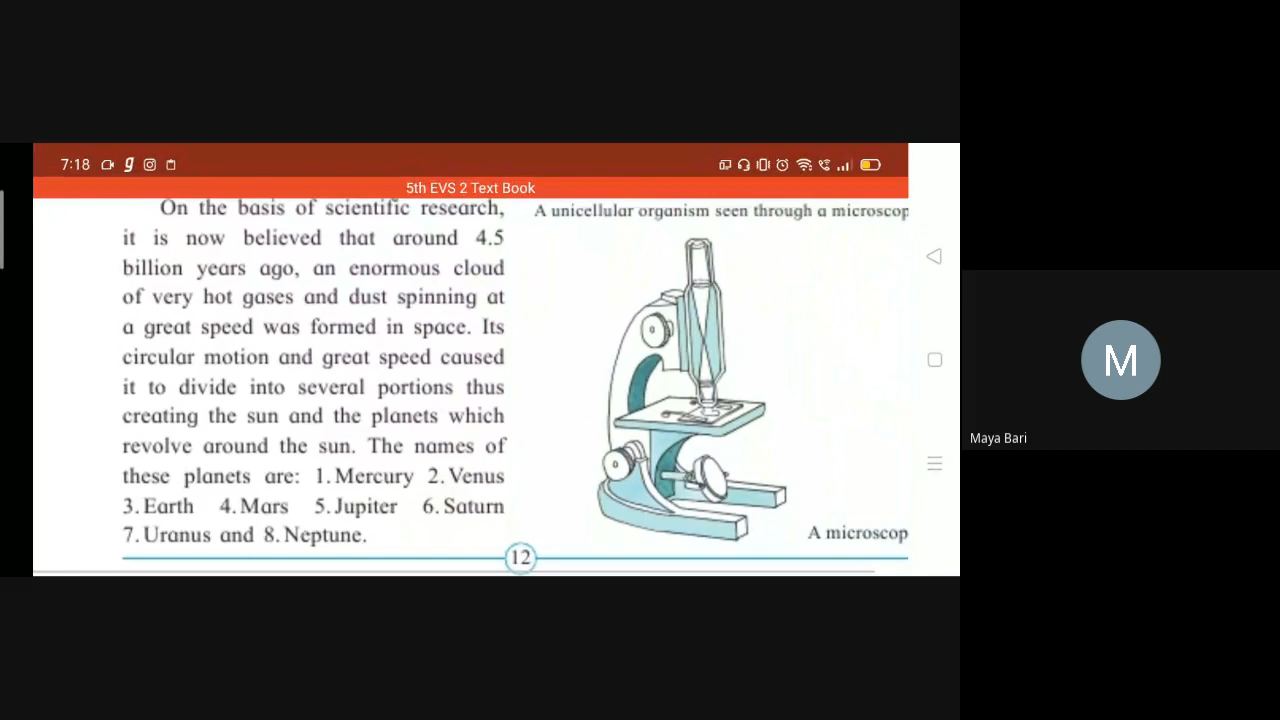 7:18
5th EVS 2 Text Book
On the basis of scientific research,
it is now believed that around 4.5
billion years ago, an enormous cloud
of very hot gases and dust spinning at
a great speed was formed in space. Its
circular motion and great speed caused
it to divide into several portions thus
creating the sun and the planets which
revolve around the sun. The names of
these planets are: 1. Mercury 2. Venus
3. Earth 4. Mars 5. Jupiter 6. Saturn
7. Uranus and 8. Neptune.
A unicellular organism seen through a microscop
A microscop
12
M
Maya Bari